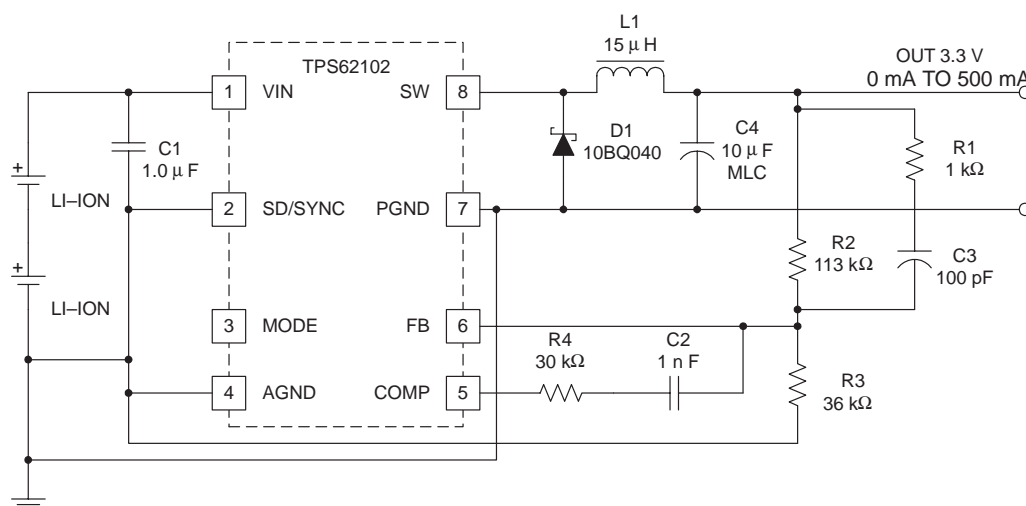 L1
15 μ H
TPS62102
OUT 3.3 V
0 mA TO 500 mA
1
VIN
SW
8
C1
1.0 μ F
D1
10BQ040
C4
10 μ F
MLC
R1
1 kΩ
+
LI–ION
2
SD/SYNC
PGND
7
R2
113 kΩ
C3
100 pF
+
LI–ION
3
MODE
FB
6
R4
30 kΩ
C2
1 n F
4
AGND
COMP
5
R3
36 kΩ